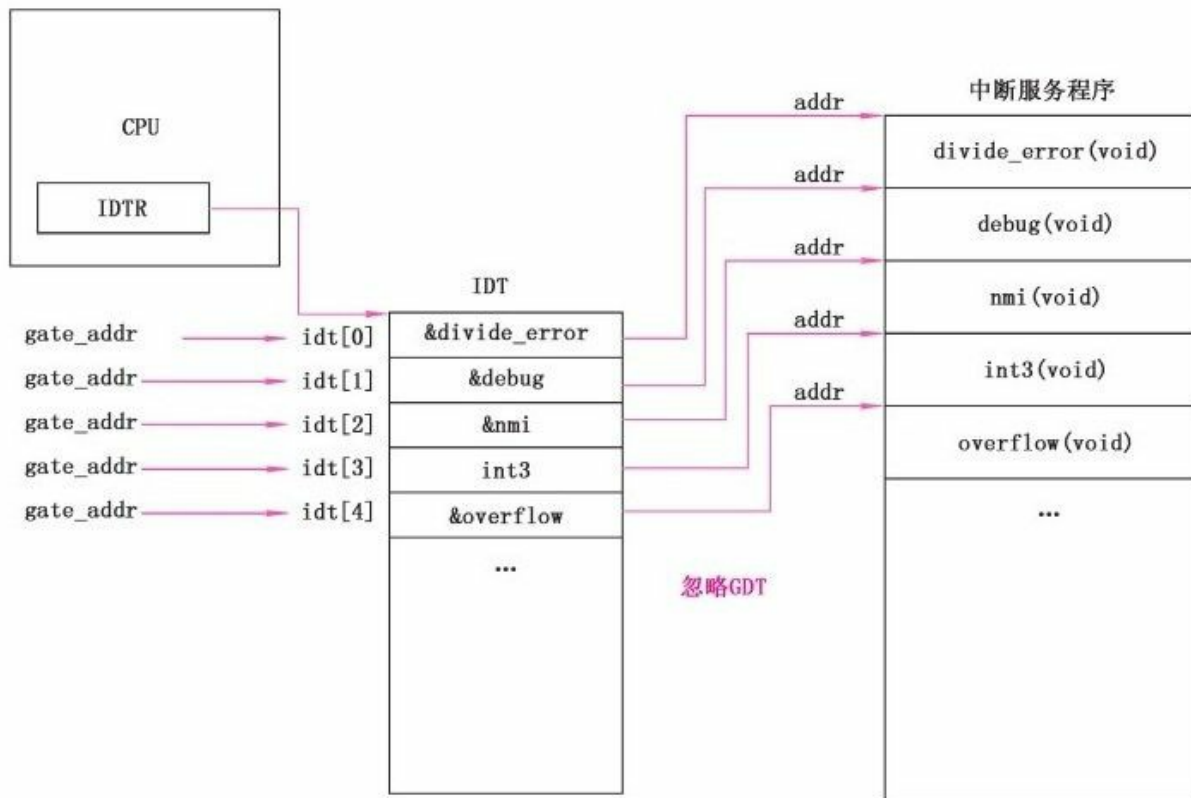 中断服务程序
addr
divide_error(void)
CPU
addr
IDTR
debug(void)
addr
IDT
nmi(void)
addr
gate_addr
idt[0]
&divide_error
int3(void)
gate_addr
idt[1]
&debug
addr
gate_addr
idt[2]
&nmi
overflow(void)
gate_addr
idt[3]
int3
gate_addr
idt[4]
&overflow
...
...
忽略GDT